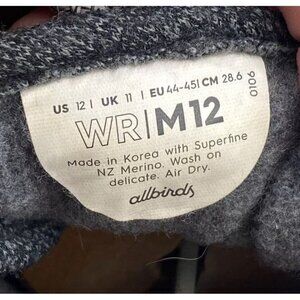 US 12 | UK 11 | EU 44-45 | CM 28.6
0106
WR|M12
Made in Korea with Superfine
NZ Merino. Wash on
delicate. Air Dry.
allbirds